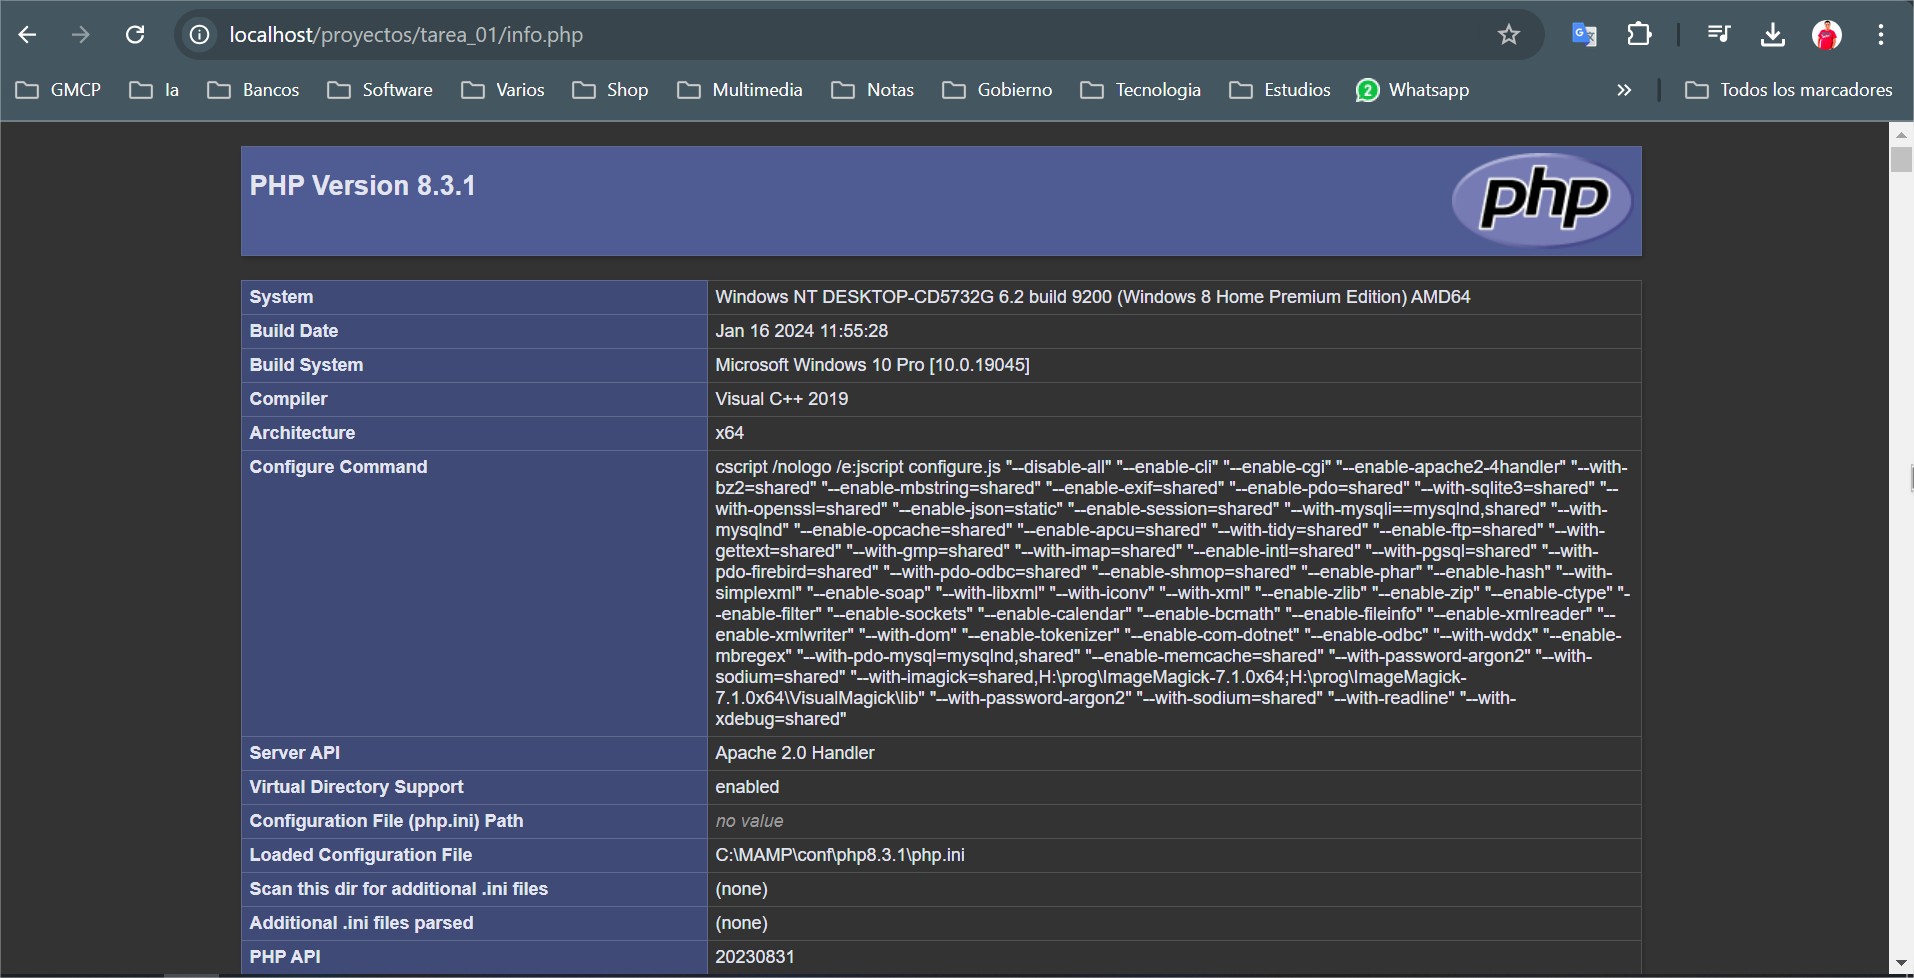 localhost/proyectos/tarea_01/info.php
GMCP Ia Bancos Software Varios Shop Multimedia Notas Gobierno Tecnologia Estudios 2 Whatsapp » Todos los marcadores
PHP Version 8.3.1
php
System Windows NT DESKTOP-CD5732G 6.2 build 9200 (Windows 8 Home Premium Edition) AMD64
Build Date Jan 16 2024 11:55:28
Build System Microsoft Windows 10 Pro [10.0.19045]
Compiler Visual C++ 2019
Architecture x64
Configure Command cscript /nologo /e:jscript configure.js "--disable-all" "--enable-cli" "--enable-cgi" "--enable-apache2-4handler" "--with-
bz2=shared" "--enable-mbstring=shared" "--enable-exif=shared" "--enable-pdo=shared" "--with-sqlite3=shared" "--
with-openssl=shared" "--enable-json=static" "--enable-session=shared" "--with-mysqli==mysqlnd,shared" "--with-
mysqlnd" "--enable-opcache=shared" "--enable-apcu=shared" "--with-tidy=shared" "--enable-ftp=shared" "--with-
gettext=shared" "--with-gmp=shared" "--with-imap=shared" "--enable-intl=shared" "--with-pgsql=shared" "--with-
pdo-firebird=shared" "--with-pdo-odbc=shared" "--enable-shmop=shared" "--enable-phar" "--enable-hash" "--with-
simplexml" "--enable-soap" "--with-libxml" "--with-iconv" "--with-xml" "--enable-zlib" "--enable-zip" "--enable-ctype" "-
-enable-filter" "--enable-sockets" "--enable-calendar" "--enable-bcmath" "--enable-fileinfo" "--enable-xmlreader" "--
enable-xmlwriter" "--with-dom" "--enable-tokenizer" "--enable-com-dotnet" "--enable-odbc" "--with-wddx" "--enable-
mbregex" "--with-pdo-mysql=mysqlnd,shared" "--enable-memcache=shared" "--with-password-argon2" "--with-
sodium=shared" "--with-imagick=shared,H:\prog\ImageMagick-7.1.0x64;H:\prog\ImageMagick-
7.1.0x64\VisualMagick\lib" "--with-password-argon2" "--with-sodium=shared" "--with-readline" "--with-
xdebug=shared"
Server API Apache 2.0 Handler
Virtual Directory Support enabled
Configuration File (php.ini) Path no value
Loaded Configuration File C:\MAMP\conf\php8.3.1\php.ini
Scan this dir for additional .ini files (none)
Additional .ini files parsed (none)
PHP API 20230831